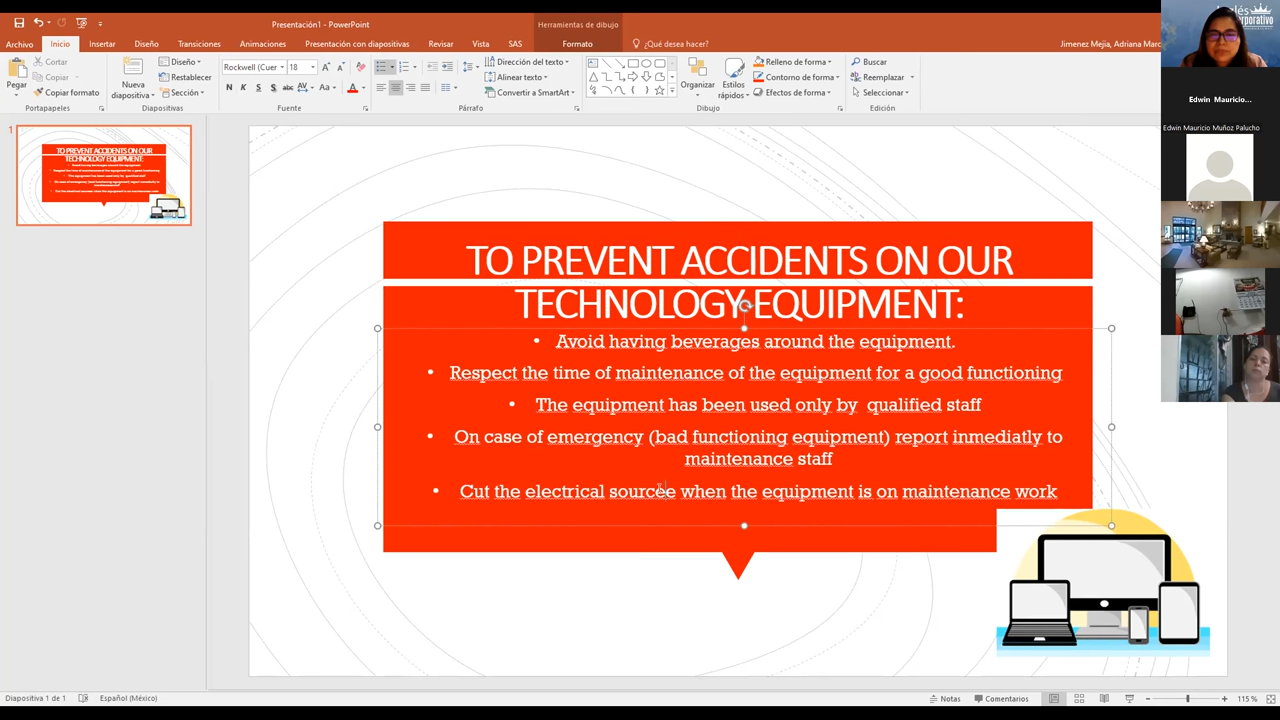 Presentación1 - PowerPoint
Herramientas de dibujo
Archivo Inicio Insertar Diseño Transiciones Animaciones Presentación con diapositivas Revisar Vista SAS Formato ¿Qué desea hacer?
Jimenez Mejia, Adriana Marc
Pegar
Cortar
Copiar
Copiar formato
Portapapeles
Nueva diapositiva
Diseño
Restablecer
Sección
Diapositivas
Rockwell (Cuer 18
N K S S abc AV Aa A
Fuente
Párrafo
Dirección del texto
Alinear texto
Convertir a SmartArt
Organizar
Estilos rápidos
Relleno de forma
Contorno de forma
Efectos de forma
Dibujo
Buscar
Reemplazar
Seleccionar
Edición
Edwin Mauricio...
Edwin Mauricio Muñoz Palucho
1
TO PREVENT ACCIDENTS ON OUR
TECHNOLOGY EQUIPMENT:
• Avoid having beverages around the equipment.
• Respect the time of maintenance of the equipment for a good functioning
• The equipment has been used only by qualified staff
• On case of emergency (bad functioning equipment) report inmediatly to
maintenance staff
• Cut the electrical source when the equipment is on maintenance work
Diapositiva 1 de 1 Español (México)
Notas Comentarios 115 %